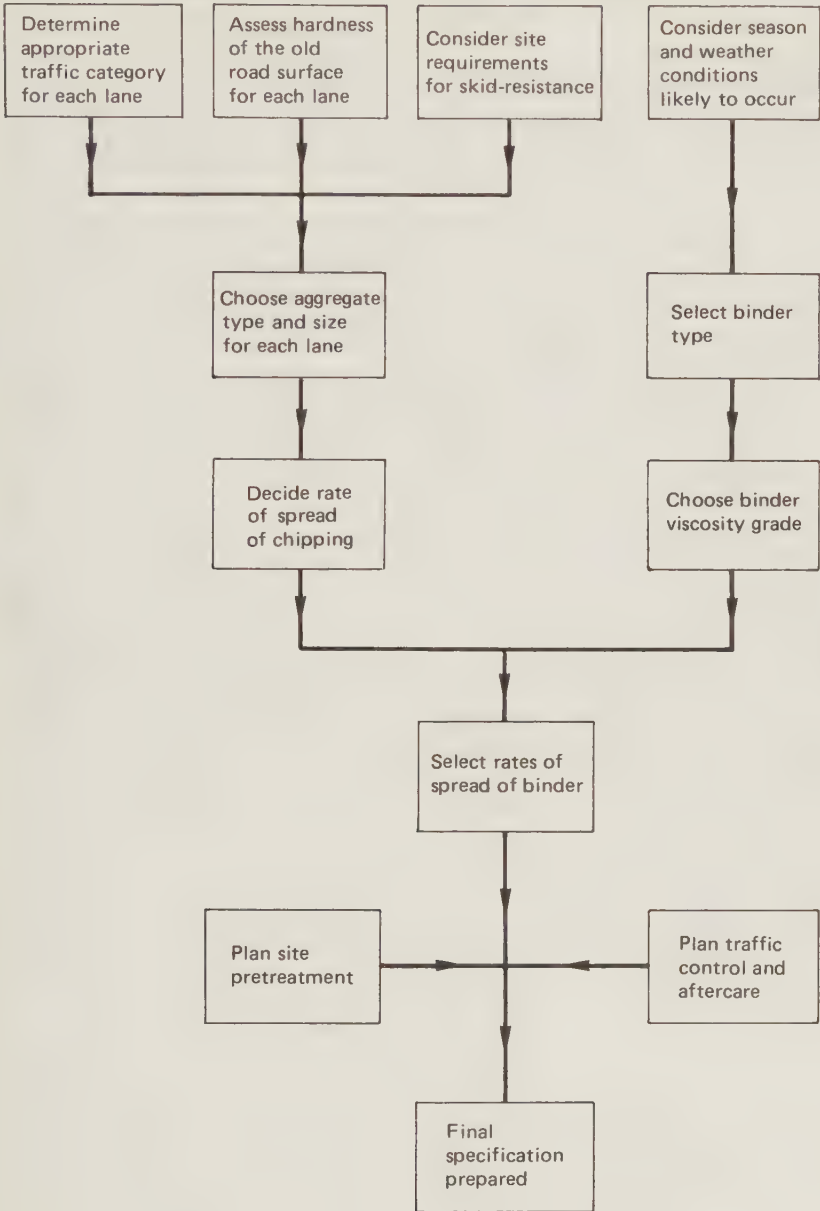 Determine
appropriate
traffic category
for each lane
Assess hardness
of the old
road surface
for each lane
Consider site
requirements
for skid-resistance
Consider season
and weather
conditions
likely to occur
Choose aggregate
type and size
for each lane
Select binder
type
Decide rate
of spread
of chipping
Choose binder
viscosity grade
Select rates of
spread of binder
Plan site
pretreatment
Plan traffic
control and
aftercare
Final
specification
prepared